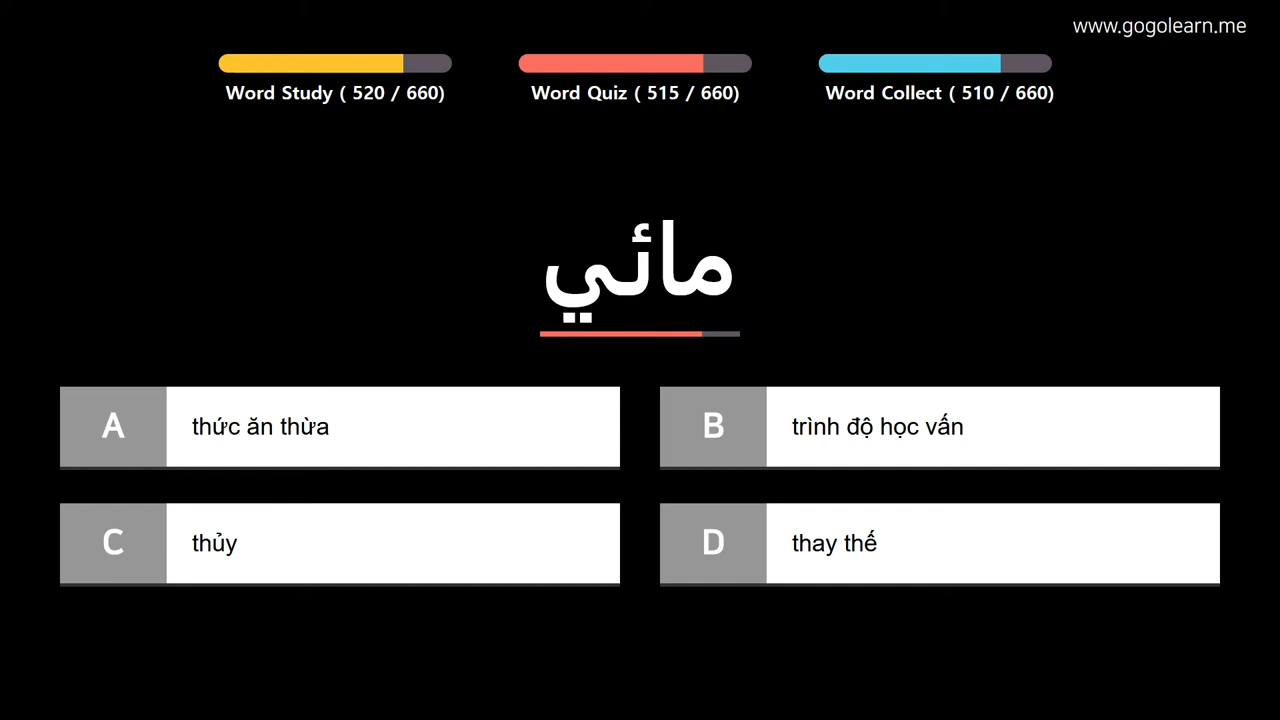 www.gogolearn.me
Word Study ( 520 / 660)
Word Quiz ( 515 / 660)
Word Collect ( 510 / 660)
مائي
A
thức ăn thừa
B
trình độ học vấn
C
thủy
D
thay thế